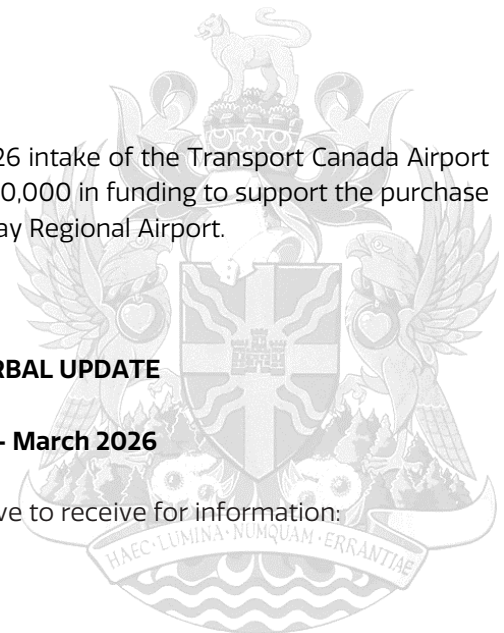 26 intake of the Transport Canada Airport
0,000 in funding to support the purchase
ay Regional Airport.
RBAL UPDATE
- March 2026
ve to receive for information:
HAEC·LUMINA·NUMQUAM·ERRANTIAE